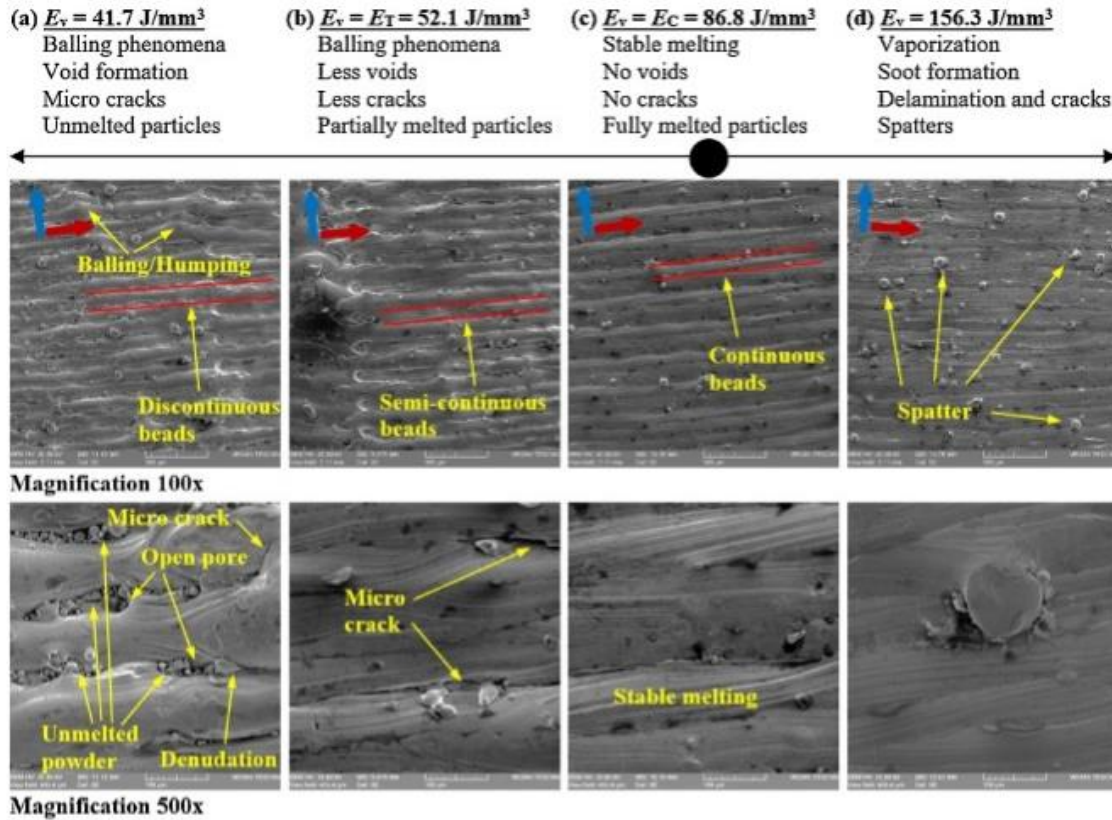 (a) Eᵥ = 41.7 J/mm³
Balling phenomena
Void formation
Micro cracks
Unmelted particles
(b) Eᵥ = E_T = 52.1 J/mm³
Balling phenomena
Less voids
Less cracks
Partially melted particles
(c) Eᵥ = E_C = 86.8 J/mm³
Stable melting
No voids
No cracks
Fully melted particles
(d) Eᵥ = 156.3 J/mm³
Vaporization
Soot formation
Delamination and cracks
Spatters
Balling/Humping
Discontinuous
beads
Semi-continuous
beads
Continuous
beads
Spatter
Magnification 100x
Micro crack
Open pore
Unmelted
powder
Denudation
Micro
crack
Stable melting
Magnification 500x